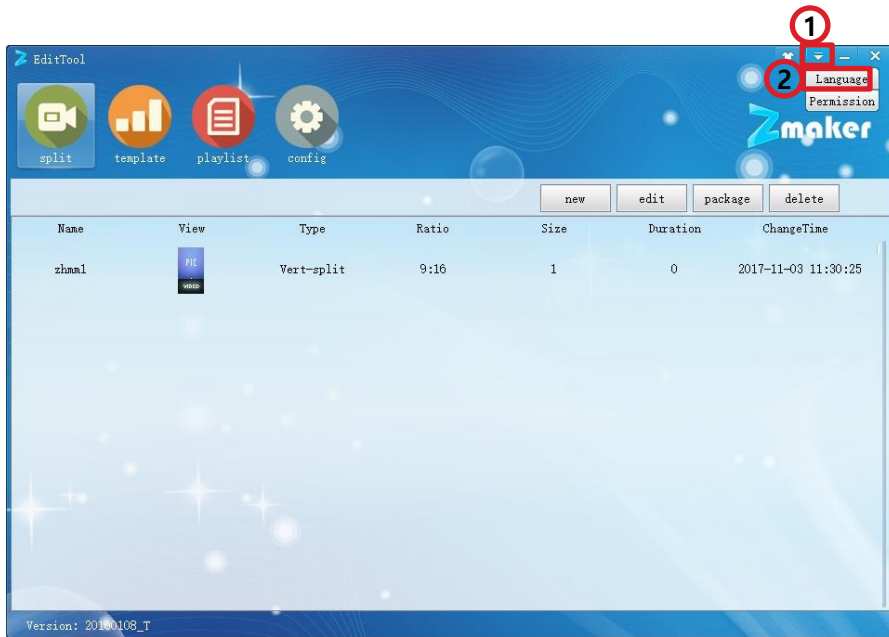 1
EditTool
2 Language
Permission
Zmaker
split template playlist config
new edit package delete
Name View Type Ratio Size Duration ChangeTime
PIC
VIDEO
zhmm1 Vert-split 9:16 1 0 2017-11-03 11:30:25
Version: 20180108_T